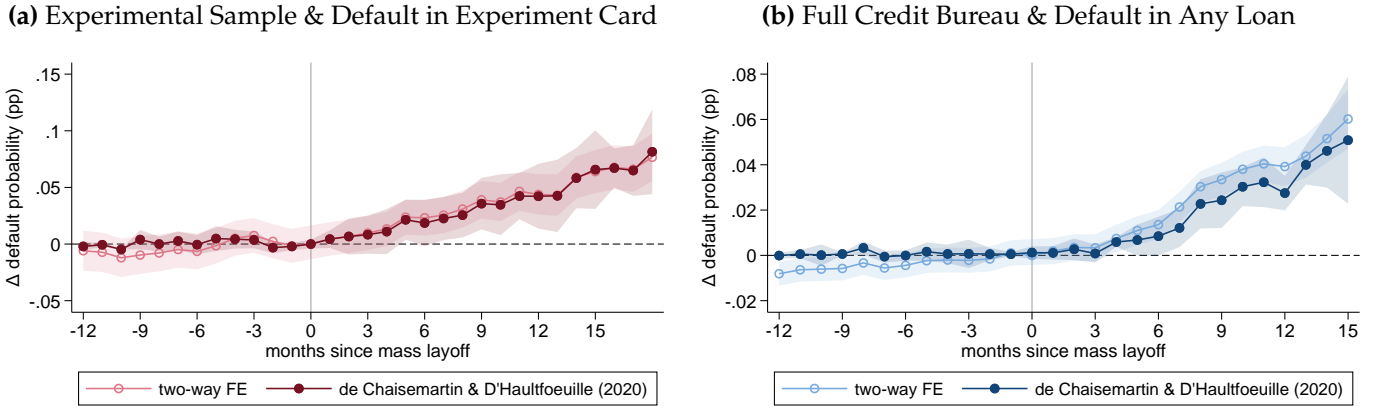 (a) Experimental Sample & Default in Experiment Card
Δ default probability (pp)
.15
.1
.05
0
-.05
-12 -9 -6 -3 0 3 6 9 12 15
months since mass layoff
two-way FE de Chaisemartin & D'Haultfoeuille (2020)
(b) Full Credit Bureau & Default in Any Loan
Δ default probability (pp)
.08
.06
.04
.02
0
-.02
-12 -9 -6 -3 0 3 6 9 12 15
months since mass layoff
two-way FE de Chaisemartin & D'Haultfoeuille (2020)